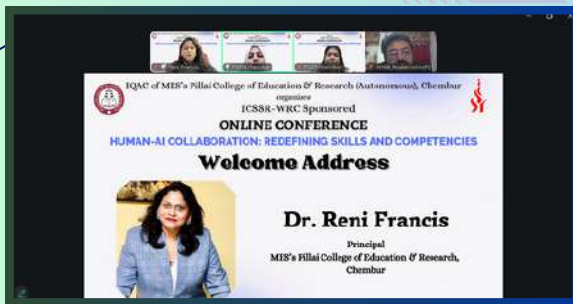 IQAC of MES's Pillai College of Education & Research (Autonomous), Chembur
organises
ICSSR-WRC Sponsored
ONLINE CONFERENCE
HUMAN-AI COLLABORATION: REDEFINING SKILLS AND COMPETENCIES
Welcome Address
Dr. Reni Francis
Principal
MES's Pillai College of Education & Research,
Chembur